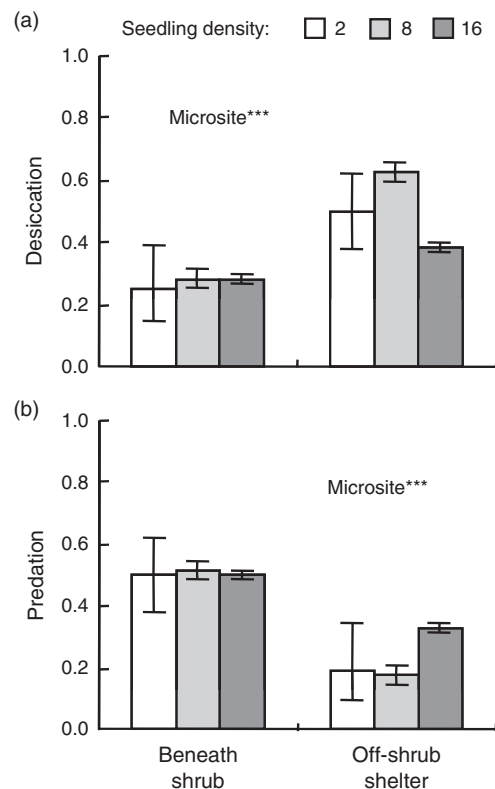 (a)
Seedling density: 2 8 16
1.0
0.8
0.6
0.4
0.2
0.0
Desiccation
Microsite***
(b)
1.0
0.8
0.6
0.4
0.2
0.0
Predation
Microsite***
Beneath
shrub
Off-shrub
shelter